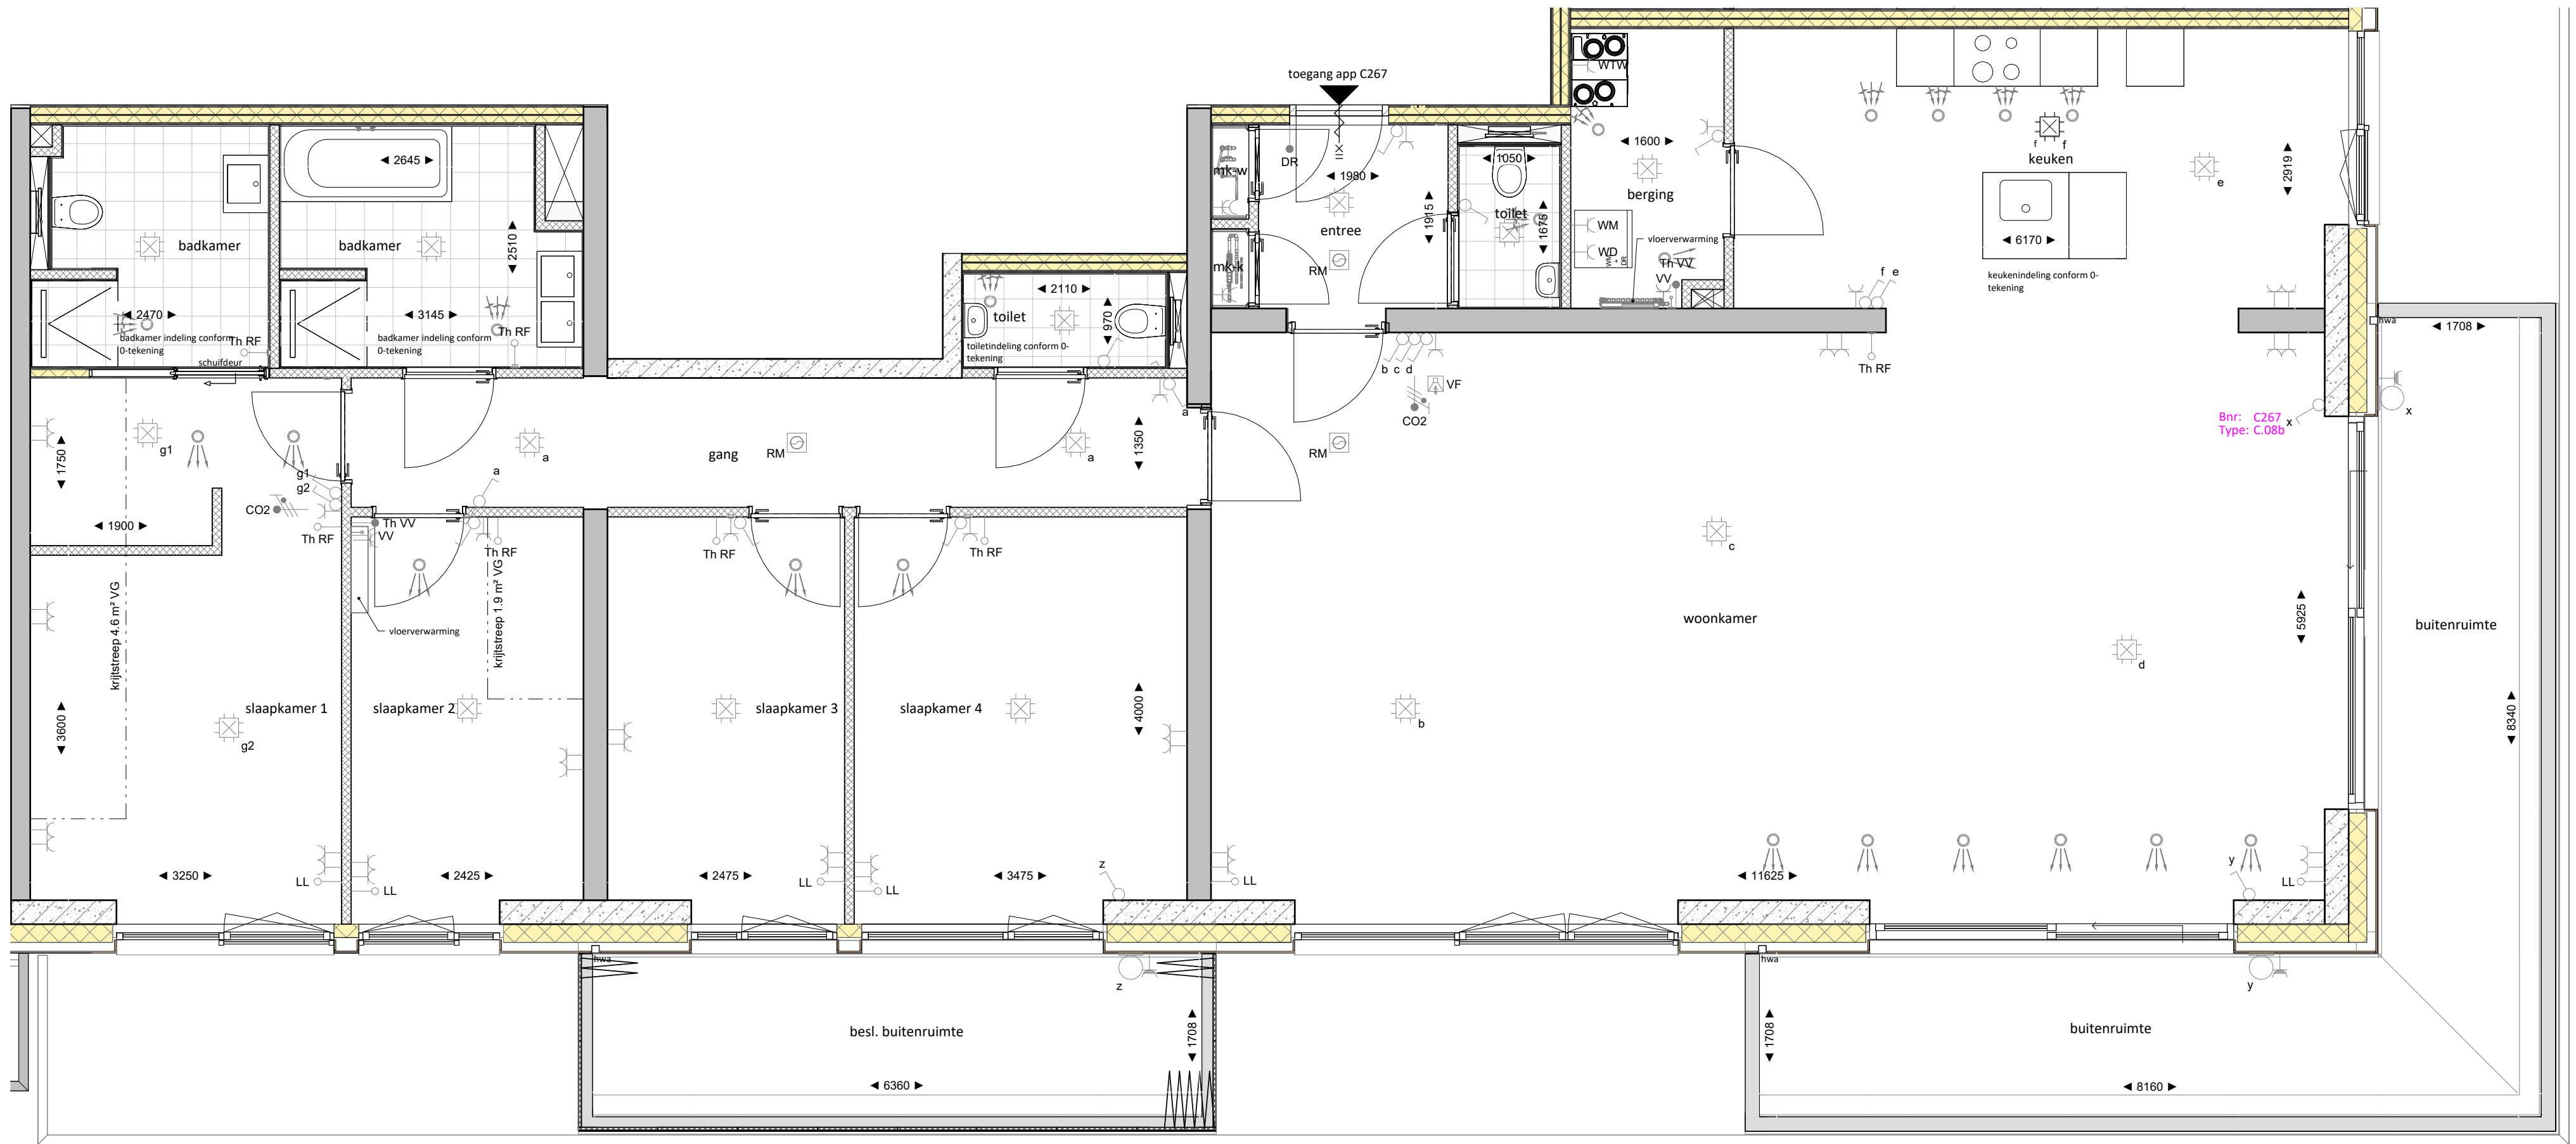 toegang app C267
WTW
DR
mk-w
◄ 1980 ►
◄ 1050 ►
toilet
1675
◄ 1915 ►
entree
mk-k
RM
◄ 1600 ►
berging
WM
WD
vloerverwarming
Th VV
VV
f f
keuken
e
◄ 2919 ►
◄ 6170 ►
keukenindeling conform 0-
tekening
f e
◄ 2645 ►
badkamer
badkamer
◄ 2510 ►
◄ 2470 ►
badkamer indeling conform
0-tekening
Th RF
schuifdeur
◄ 3145 ►
badkamer indeling conform
0-tekening
Th RF
◄ 2110 ►
toilet
◄ 970 ►
toiletindeling conform 0-
tekening
hwa
◄ 1708 ►
b c d
VF
CO2
Th RF
Bnr: C267
Type: C.08b
x
x
a
g1
◄ 1750 ►
a
gang
RM
a
◄ 1350 ►
RM
g1
g2
CO2
◄ 1900 ►
Th RF
a
Th VV
VV
Th RF
Th RF
Th RF
c
krijtstreep 4.6 m² VG
krijtstreep 1.9 m² VG
vloerverwarming
woonkamer
◄ 5925 ►
buitenruimte
d
◄ 3600 ►
slaapkamer 1
g2
slaapkamer 2
slaapkamer 3
slaapkamer 4
◄ 4000 ►
b
◄ 8340 ►
◄ 3250 ►
LL
LL
◄ 2425 ►
◄ 2475 ►
LL
LL
◄ 3475 ►
z
LL
◄ 11625 ►
y
LL
hwa
z
hwa
y
besl. buitenruimte
◄ 1708 ►
◄ 6360 ►
◄ 1708 ►
buitenruimte
◄ 8160 ►